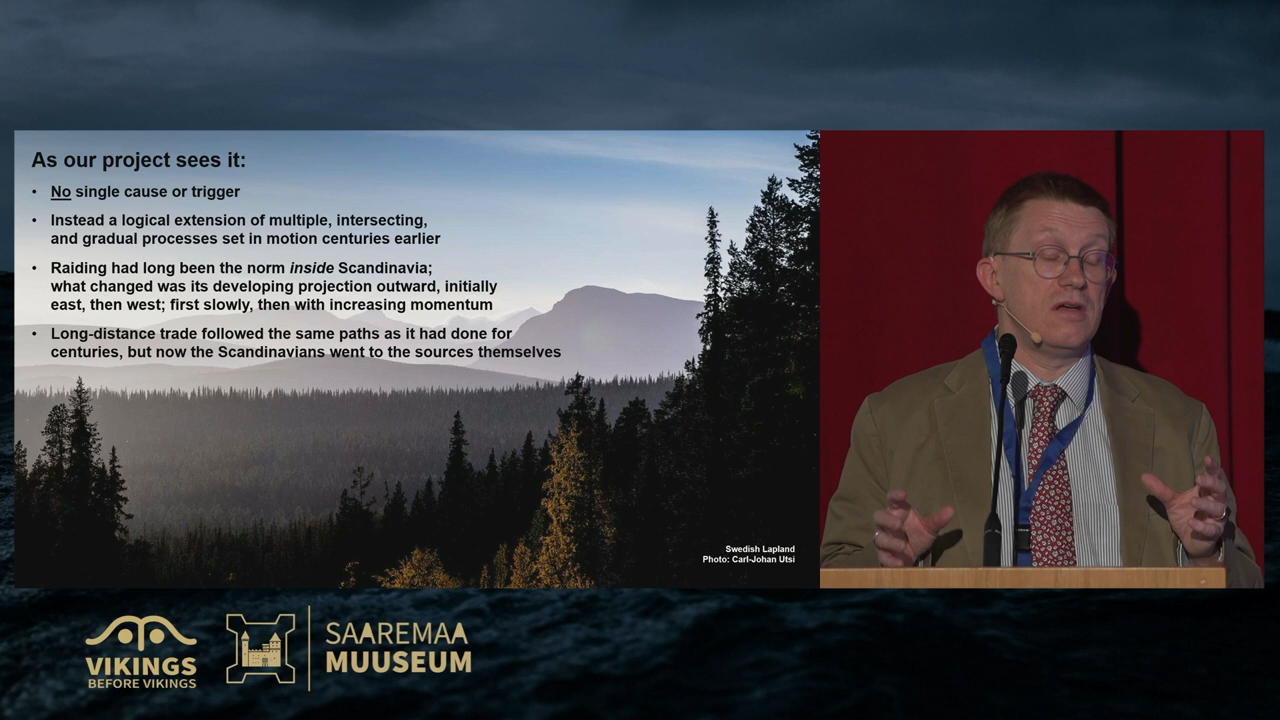 As our project sees it:
• No single cause or trigger
• Instead a logical extension of multiple, intersecting,
and gradual processes set in motion centuries earlier
• Raiding had long been the norm inside Scandinavia;
what changed was its developing projection outward, initially
east, then west; first slowly, then with increasing momentum
• Long-distance trade followed the same paths as it had done for
centuries, but now the Scandinavians went to the sources themselves
Swedish Lapland
Photo: Carl-Johan Utsi
VIKINGS
BEFORE VIKINGS
SAAREMAA
MUUSEUM